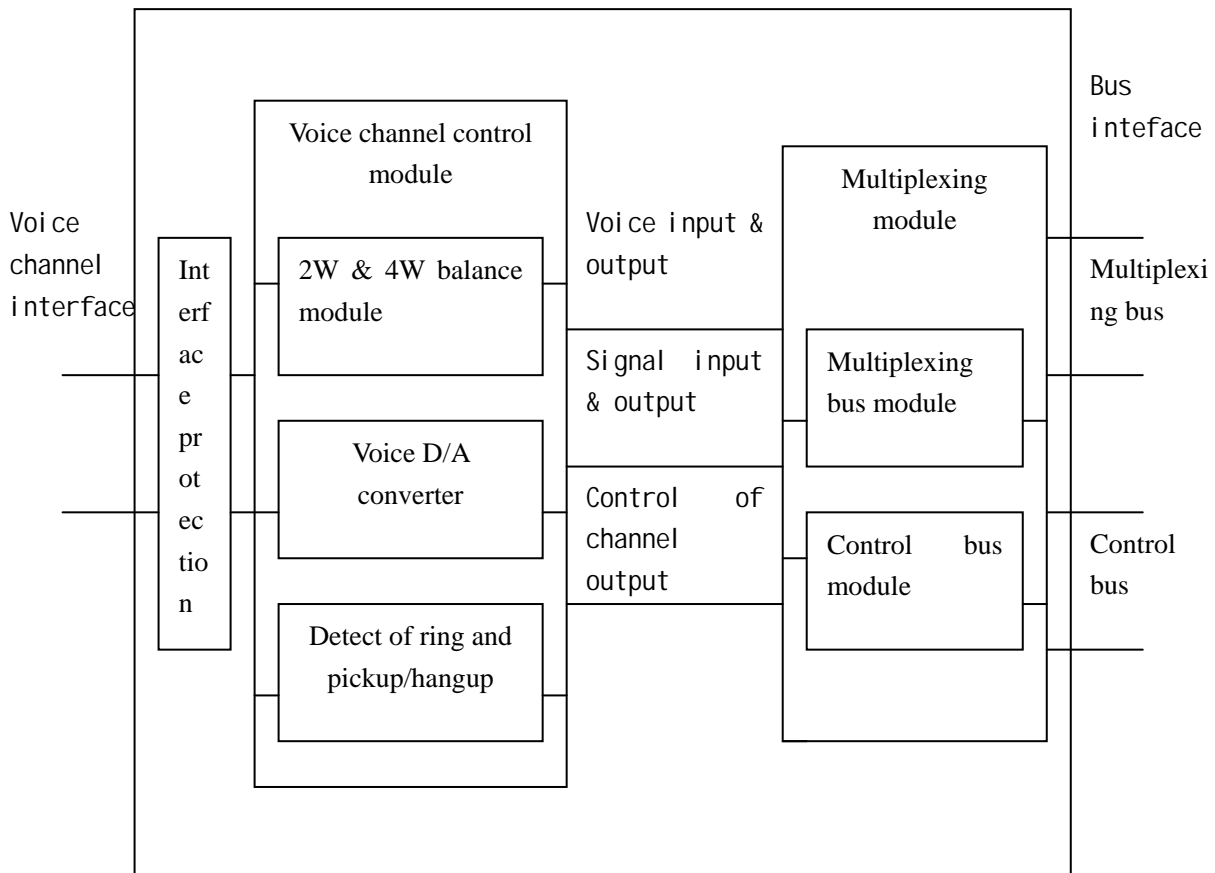 Bus
inteface
Voice channel control
module
Multiplexing
module
Voice
channel
interface
Int
erf
ac
e
pr
ot
ec
tio
n
2W & 4W balance
module
Voice input &
output
Multiplexi
ng bus
Signal input
& output
Multiplexing
bus module
Voice D/A
converter
Control of
channel
output
Control bus
module
Control
bus
Detect of ring and
pickup/hangup